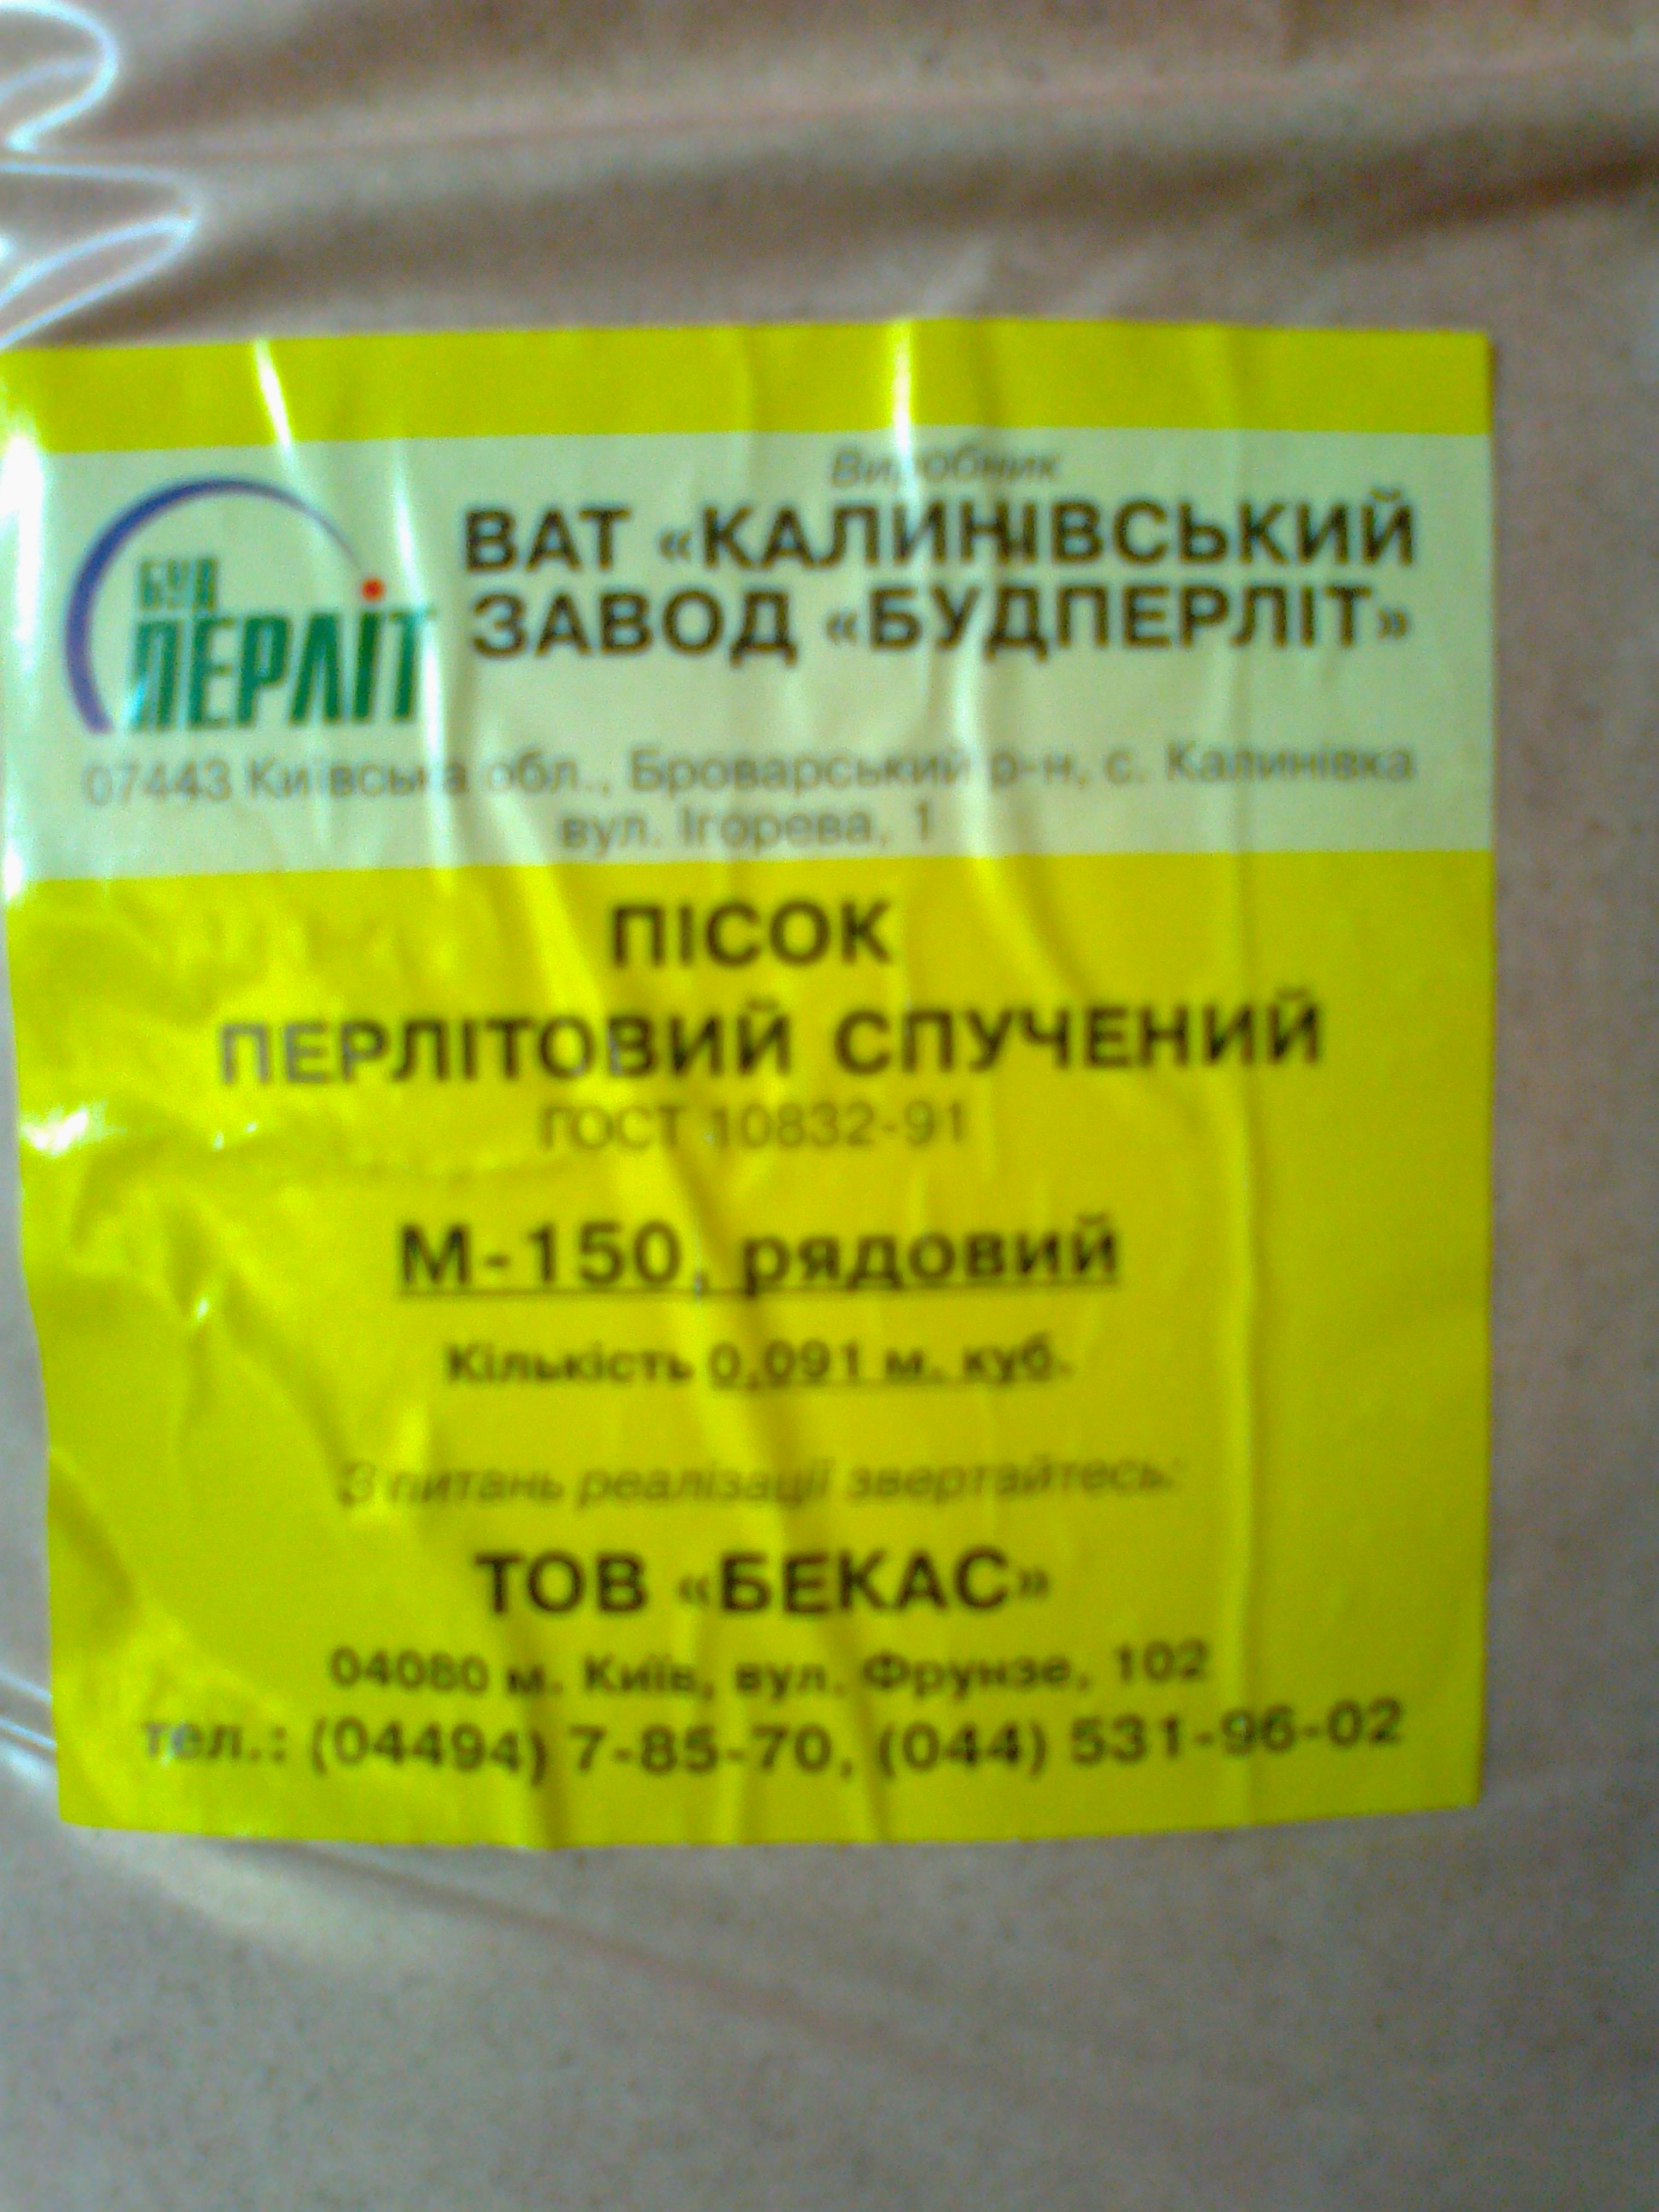 Виробник
БУД
ПЕРЛІТ
ВАТ «КАЛИНІВСЬКИЙ
ЗАВОД «БУДПЕРЛІТ»
07443 Київська обл., Броварський р-н, с. Калинівка
вул. Ігорева, 1
ПІСОК
ПЕРЛІТОВИЙ СПУЧЕНИЙ
ГОСТ 10832-91
М-150, рядовий
Кількість 0,091 м. куб.
З питань реалізації звертайтесь:
ТОВ «БЕКАС»
04080 м. Київ, вул. Фрунзе, 102
тел.: (04494) 7-85-70, (044) 531-96-02